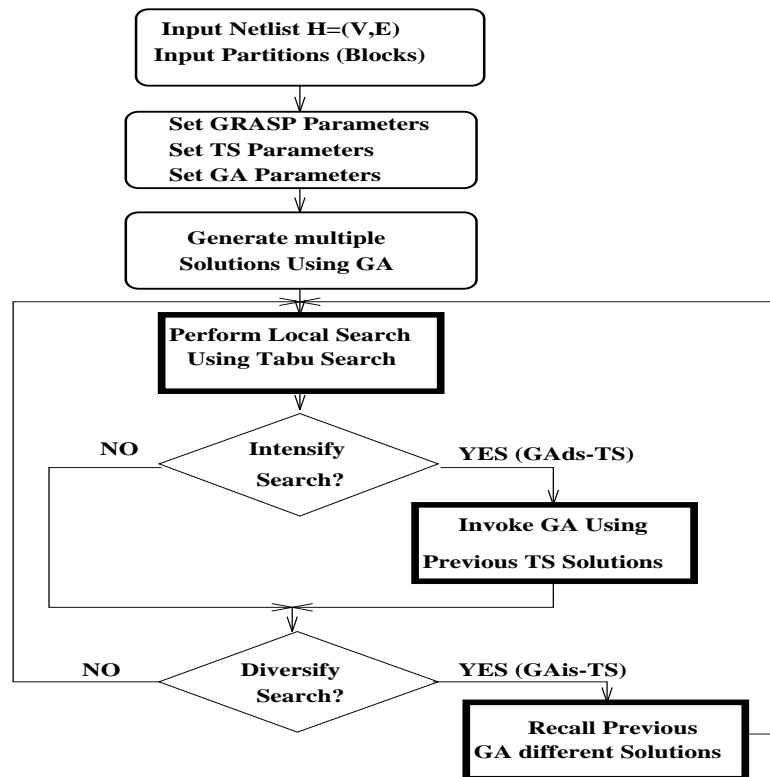 Input Netlist H=(V,E)
Input Partitions (Blocks)
Set GRASP Parameters
Set TS Parameters
Set GA Parameters
Generate multiple
Solutions Using GA
Perform Local Search
Using Tabu Search
NO
Intensify
Search?
YES (GAds-TS)
Invoke GA Using
Previous TS Solutions
NO
Diversify
Search?
YES (GAis-TS)
Recall Previous
GA different Solutions